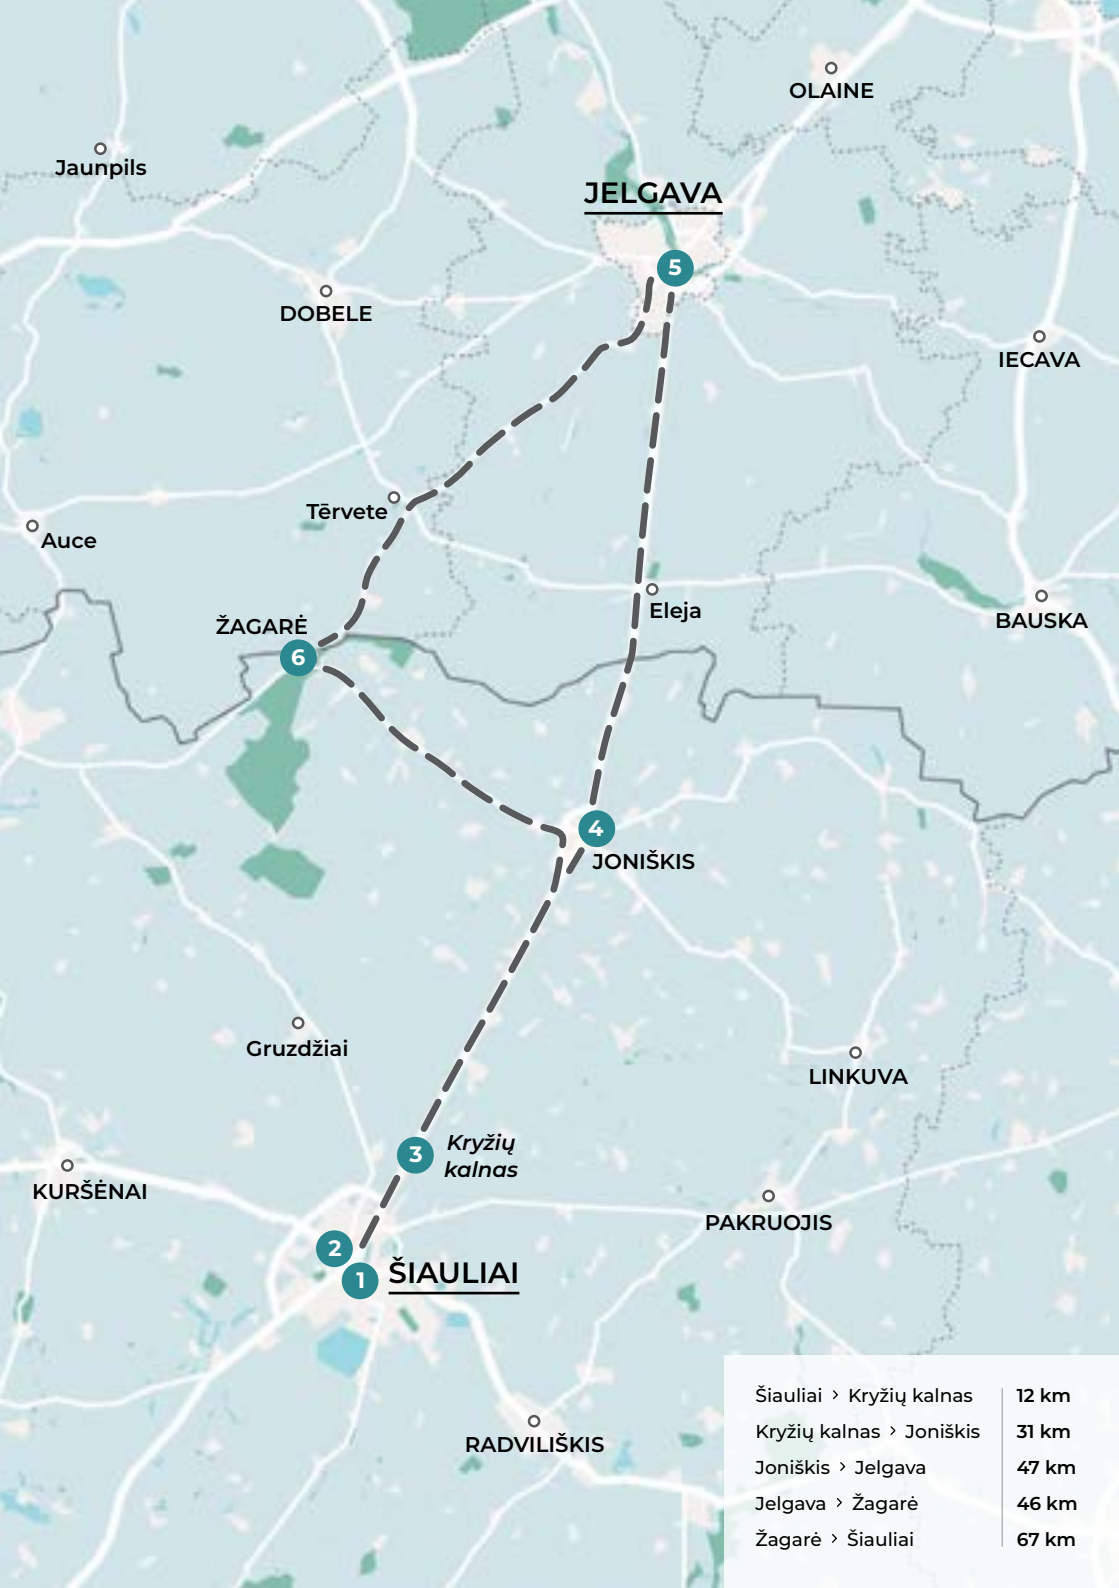 OLAINE
Jaunpils
JELGAVA
5
DOBELE
IECAVA
Tērvete
Auce
Eleja
BAUSKA
ŽAGARĖ
6
4
JONIŠKIS
Gruzdžiai
LINKUVA
3
Kryžių
kalnas
KURŠĖNAI
PAKRUOJIS
2
1
ŠIAULIAI
RADVILIŠKIS
Šiauliai › Kryžių kalnas 12 km
Kryžių kalnas › Joniškis 31 km
Joniškis › Jelgava 47 km
Jelgava › Žagarė 46 km
Žagarė › Šiauliai 67 km